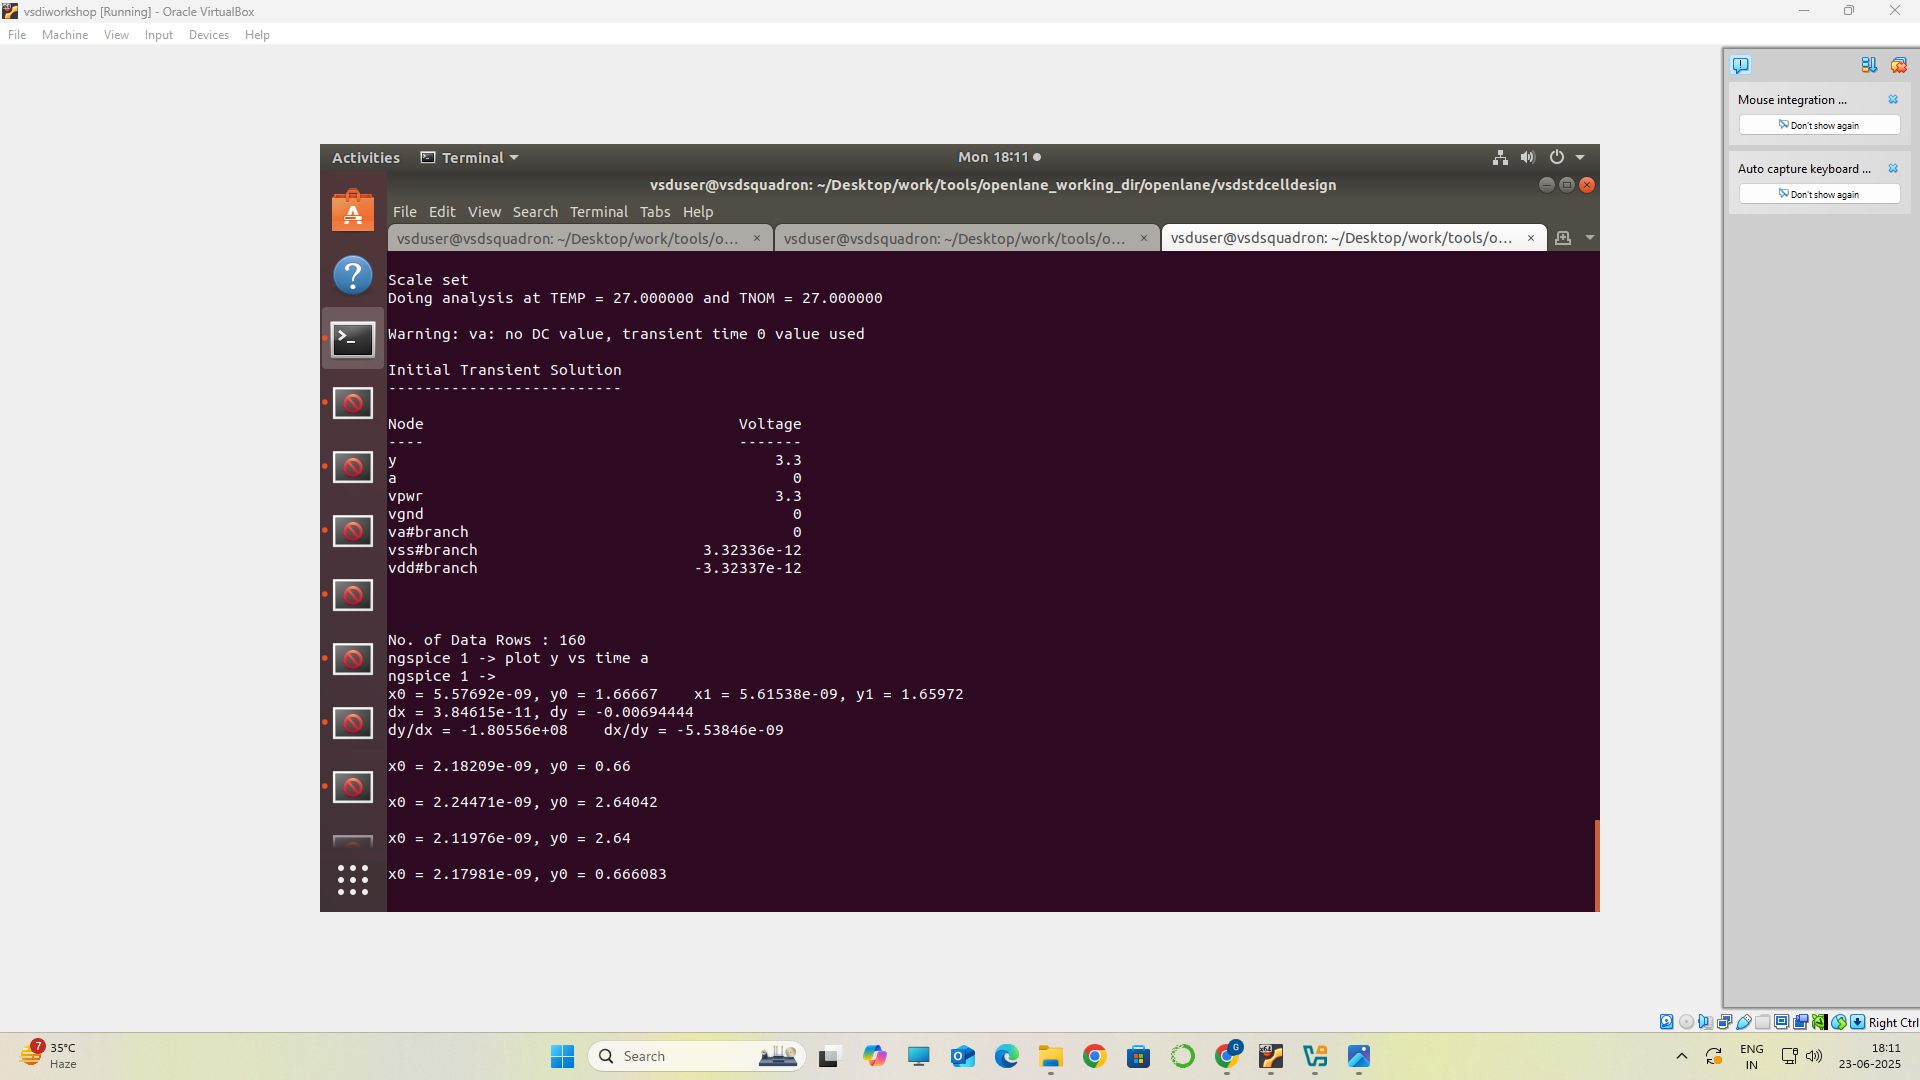 vsdiworkshop [Running] - Oracle VirtualBox
File Machine View Input Devices Help
Mouse integration ...
Don't show again
Auto capture keyboard ...
Don't show again
Activities Terminal Mon 18:11
vsduser@vsdsquadron: ~/Desktop/work/tools/openlane_working_dir/openlane/vsdstdcelldesign
File Edit View Search Terminal Tabs Help
vsduser@vsdsquadron: ~/Desktop/work/tools/o... × vsduser@vsdsquadron: ~/Desktop/work/tools/o... × vsduser@vsdsquadron: ~/Desktop/work/tools/o... ×
Scale set
Doing analysis at TEMP = 27.000000 and TNOM = 27.000000
Warning: va: no DC value, transient time 0 value used
Initial Transient Solution
--------------------------
Node Voltage
---- -------
y 3.3
a 0
vpwr 3.3
vgnd 0
va#branch 0
vss#branch 3.32336e-12
vdd#branch -3.32337e-12
No. of Data Rows : 160
ngspice 1 -> plot y vs time a
ngspice 1 ->
x0 = 5.57692e-09, y0 = 1.66667 x1 = 5.61538e-09, y1 = 1.65972
dx = 3.84615e-11, dy = -0.00694444
dy/dx = -1.80556e+08 dx/dy = -5.53846e-09
x0 = 2.18209e-09, y0 = 0.66
x0 = 2.24471e-09, y0 = 2.64042
x0 = 2.11976e-09, y0 = 2.64
x0 = 2.17981e-09, y0 = 0.666083
Right Ctrl
7
35°C
Haze
Search
G
x64
ENG
IN
18:11
23-06-2025